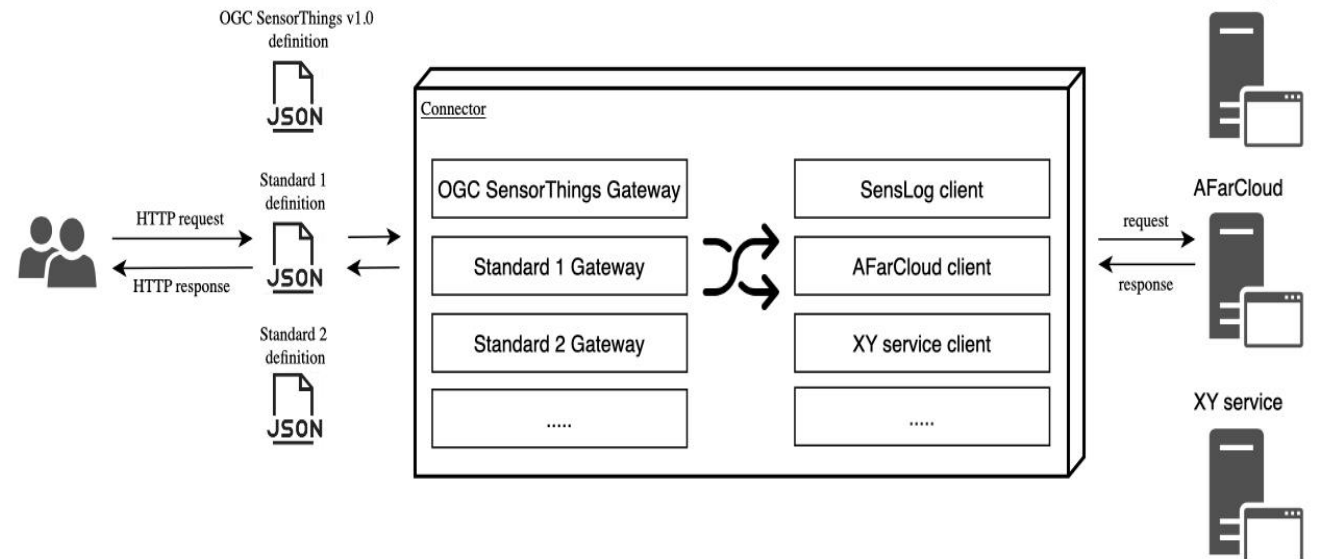 OGC SensorThings v1.0
definition
JSON
Standard 1
definition
JSON
Standard 2
definition
JSON
HTTP request
HTTP response
Connector
OGC SensorThings Gateway
Standard 1 Gateway
Standard 2 Gateway
.....
SensLog client
AFarCloud client
XY service client
.....
request
response
AFarCloud
XY service